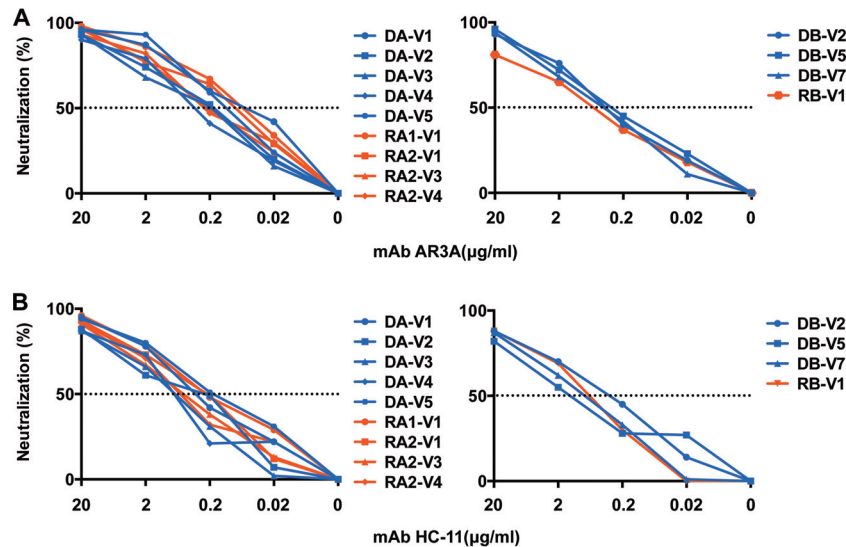 A
Neutralization (%)
100
50
0
20 2 0.2 0.02 0
DA-V1
DA-V2
DA-V3
DA-V4
DA-V5
RA1-V1
RA2-V1
RA2-V3
RA2-V4
100
50
0
20 2 0.2 0.02 0
DB-V2
DB-V5
DB-V7
RB-V1
mAb AR3A(µg/ml)
B
Neutralization (%)
100
50
0
20 2 0.2 0.02 0
DA-V1
DA-V2
DA-V3
DA-V4
DA-V5
RA1-V1
RA2-V1
RA2-V3
RA2-V4
100
50
0
20 2 0.2 0.02 0
DB-V2
DB-V5
DB-V7
RB-V1
mAb HC-11(µg/ml)